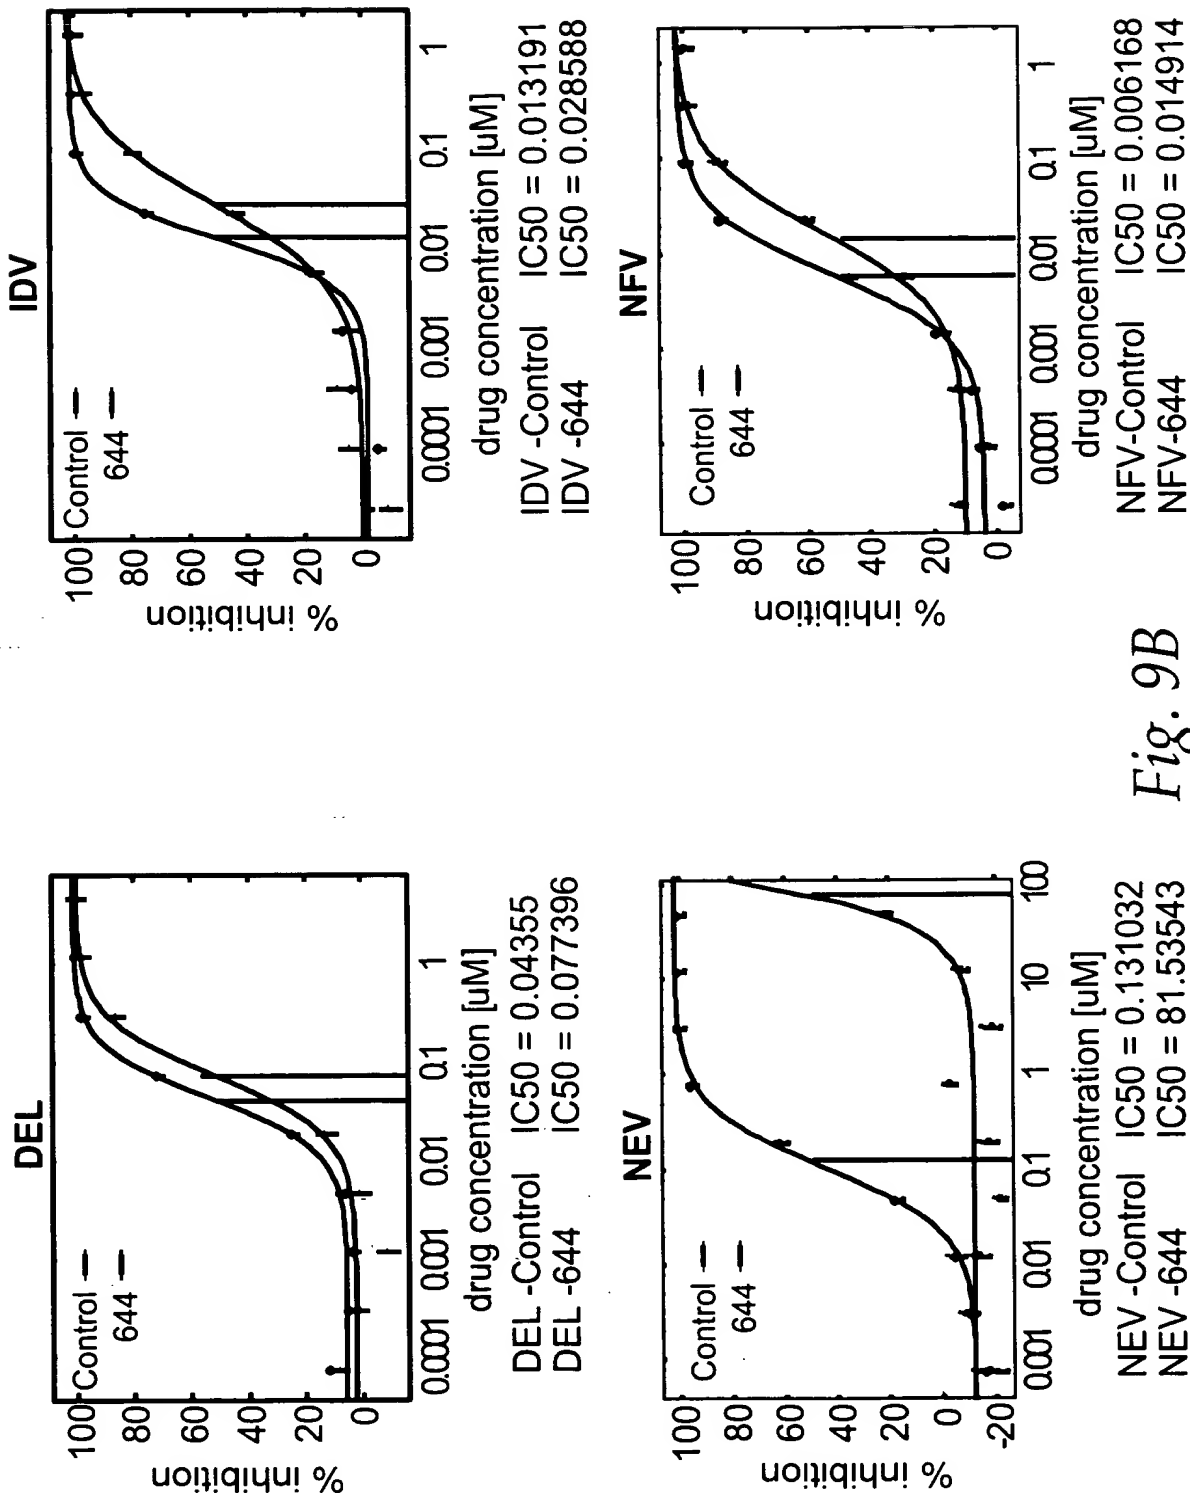 DEL
100
80
60
40
20
0
% inhibition
Control
644
0.0001
0.001
0.01
0.1
1
drug concentration [uM]
DEL -Control IC50 = 0.04355
DEL -644 IC50 = 0.077396
IDV
100
80
60
40
20
0
% inhibition
Control
644
0.0001
0.001
0.01
0.1
1
drug concentration [uM]
IDV -Control IC50 = 0.013191
IDV -644 IC50 = 0.028588
NEV
100
80
60
40
20
0
-20
% inhibition
Control
644
0.001
0.01
0.1
1
10
100
drug concentration [uM]
NEV -Control IC50 = 0.131032
NEV -644 IC50 = 81.53543
NFV
100
80
60
40
20
0
% inhibition
Control
644
0.0001
0.001
0.01
0.1
1
drug concentration [uM]
NFV-Control IC50 = 0.006168
NFV-644 IC50 = 0.014914
Fig. 9B